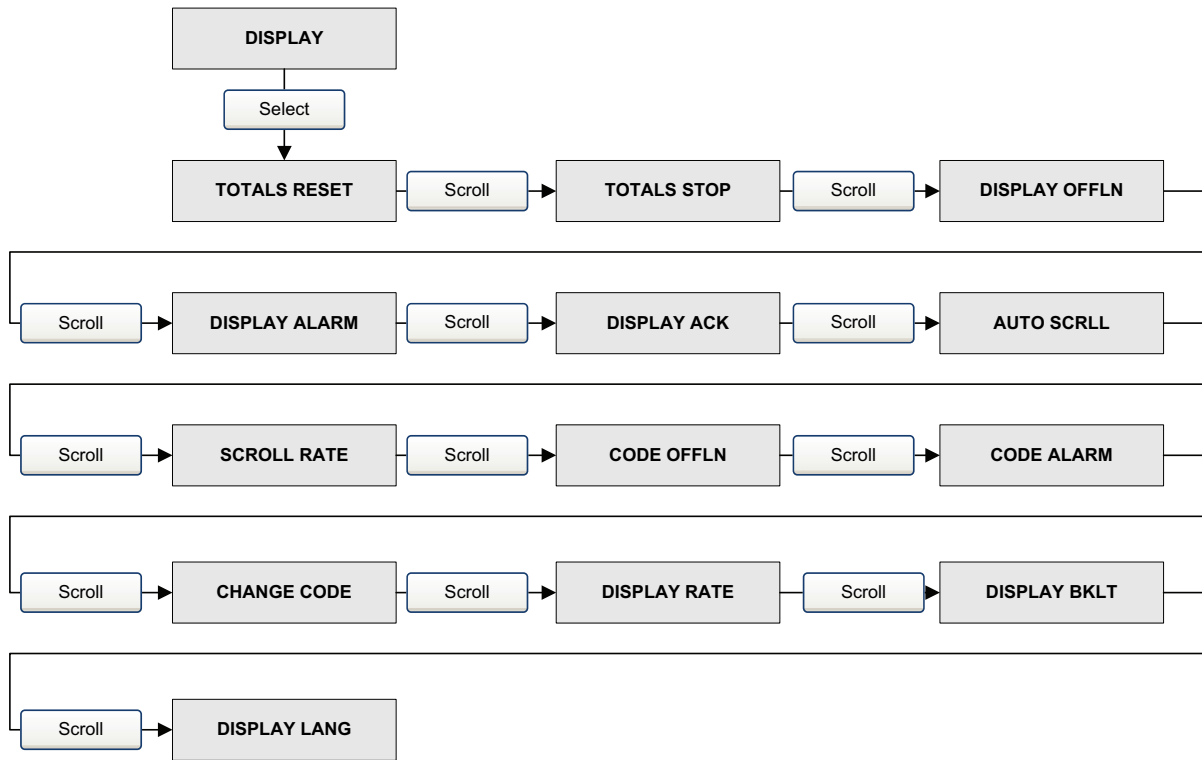 DISPLAY
Select
TOTALS RESET
Scroll
TOTALS STOP
Scroll
DISPLAY OFFLN
Scroll
DISPLAY ALARM
Scroll
DISPLAY ACK
Scroll
AUTO SCRLL
Scroll
SCROLL RATE
Scroll
CODE OFFLN
Scroll
CODE ALARM
Scroll
CHANGE CODE
Scroll
DISPLAY RATE
Scroll
DISPLAY BKLT
Scroll
DISPLAY LANG